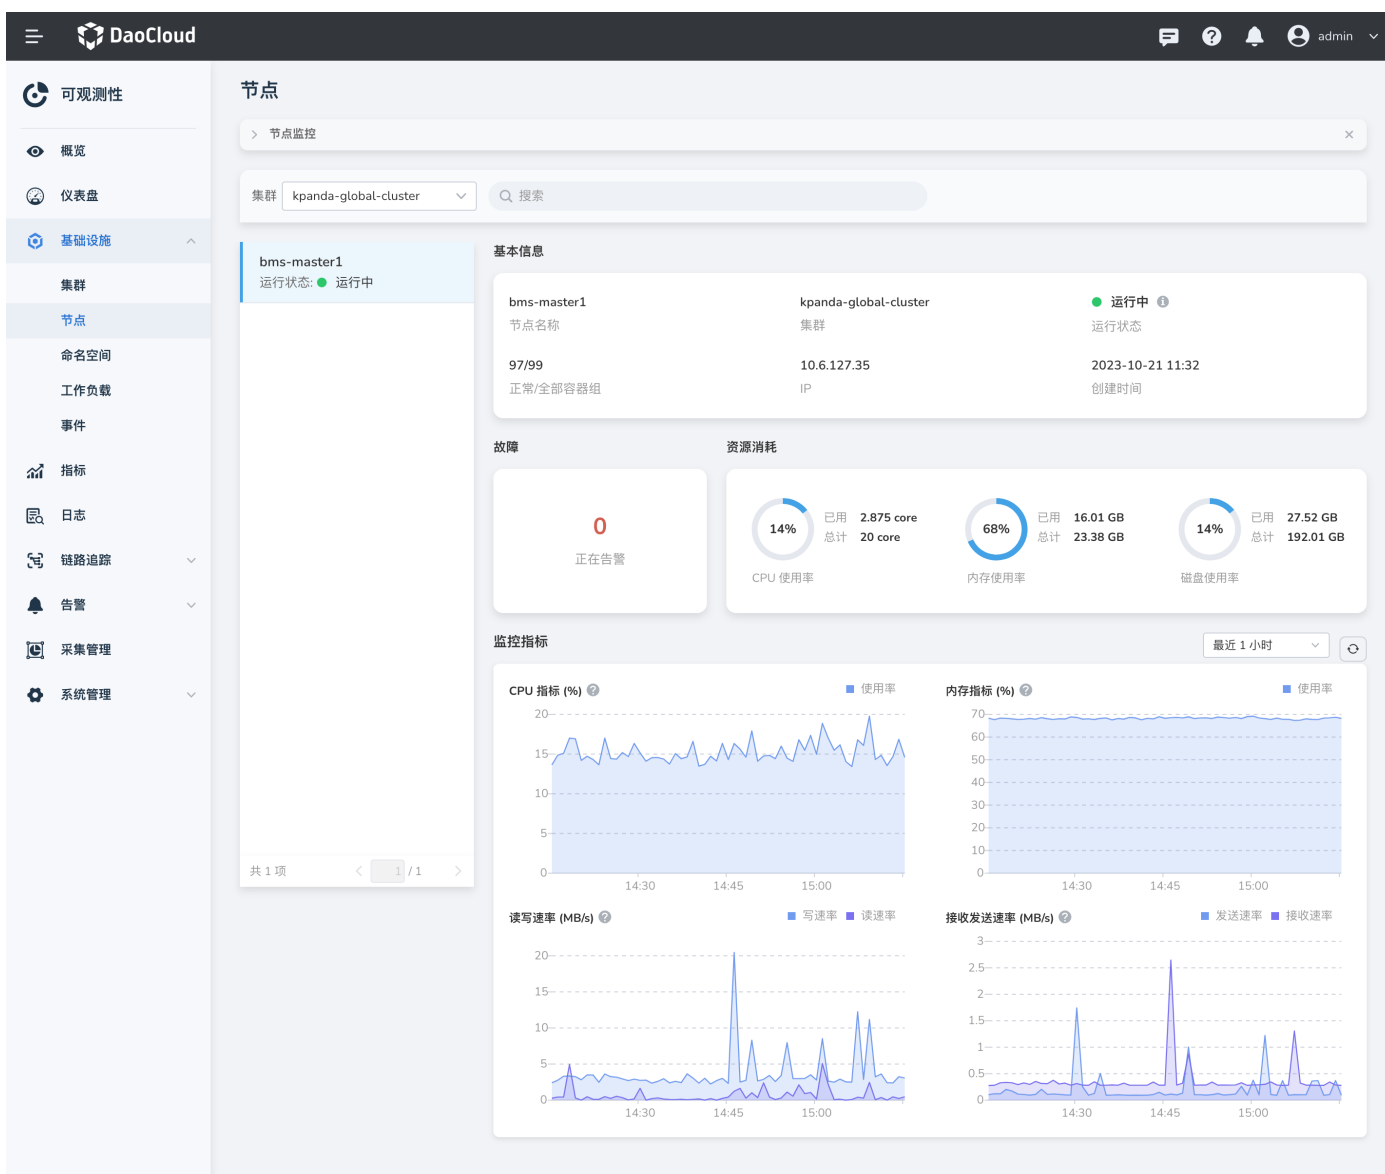 DaoCloud
admin
可观测性
概览
仪表盘
基础设施
集群
节点
命名空间
工作负载
事件
指标
日志
链路追踪
告警
采集管理
系统管理
节点
节点监控
集群 kpanda-global-cluster 搜索
bms-master1
运行状态: 运行中
共 1 项 1 / 1
基本信息
bms-master1 kpanda-global-cluster 运行中
节点名称 集群 运行状态
97/99 10.6.127.35 2023-10-21 11:32
正常/全部容器组 IP 创建时间
故障
0
正在告警
资源消耗
14% 已用 2.875 core
总计 20 core
CPU 使用率
68% 已用 16.01 GB
总计 23.38 GB
内存使用率
14% 已用 27.52 GB
总计 192.01 GB
磁盘使用率
监控指标 最近 1 小时
CPU 指标 (%) 使用率
20
15
10
5
0
14:30 14:45 15:00
内存指标 (%) 使用率
70
60
50
40
30
20
10
0
14:30 14:45 15:00
读写速率 (MB/s) 写速率 读速率
20
15
10
5
0
14:30 14:45 15:00
接收发送速率 (MB/s) 发送速率 接收速率
3
2.5
2
1.5
1
0.5
0
14:30 14:45 15:00